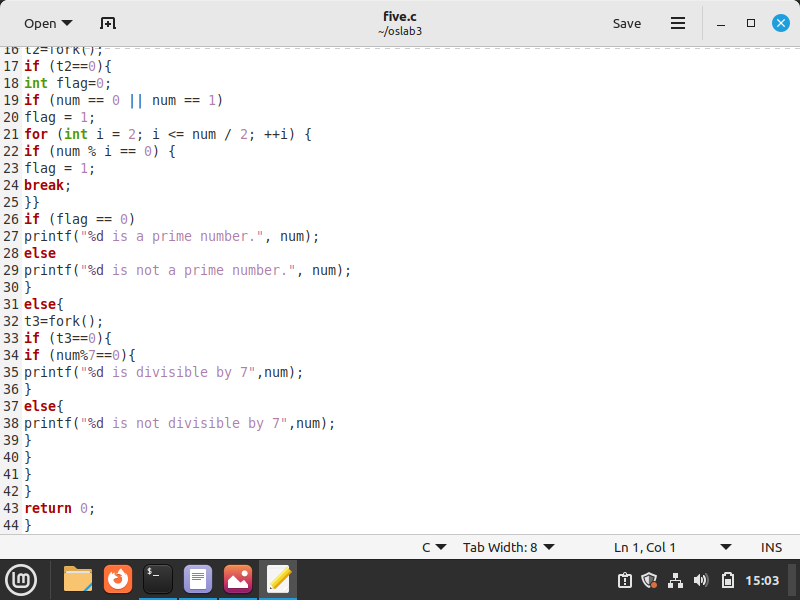 Open
five.c
~/oslab3
Save
16 t2=fork();
17 if (t2==0){
18 int flag=0;
19 if (num == 0 || num == 1)
20 flag = 1;
21 for (int i = 2; i <= num / 2; ++i) {
22 if (num % i == 0) {
23 flag = 1;
24 break;
25 }}
26 if (flag == 0)
27 printf("%d is a prime number.", num);
28 else
29 printf("%d is not a prime number.", num);
30 }
31 else{
32 t3=fork();
33 if (t3==0){
34 if (num%7==0){
35 printf("%d is divisible by 7",num);
36 }
37 else{
38 printf("%d is not divisible by 7",num);
39 }
40 }
41 }
42 }
43 return 0;
44 }
C Tab Width: 8 Ln 1, Col 1 INS
$_
15:03